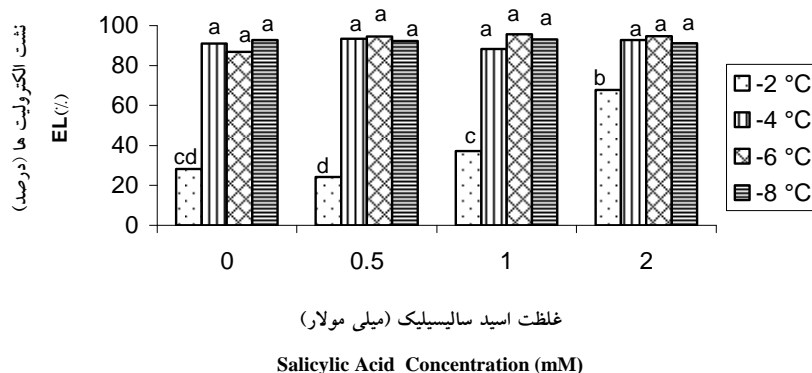 نشت الکترولیت ها (درصد)
EL(%)
100
80
60
40
20
0
cd a a a
d a a a
c a a a
b a a a
0 0.5 1 2
-2 °C
-4 °C
-6 °C
-8 °C
غلظت اسید سالیسیلیک (میلی مولار)
Salicylic Acid Concentration (mM)